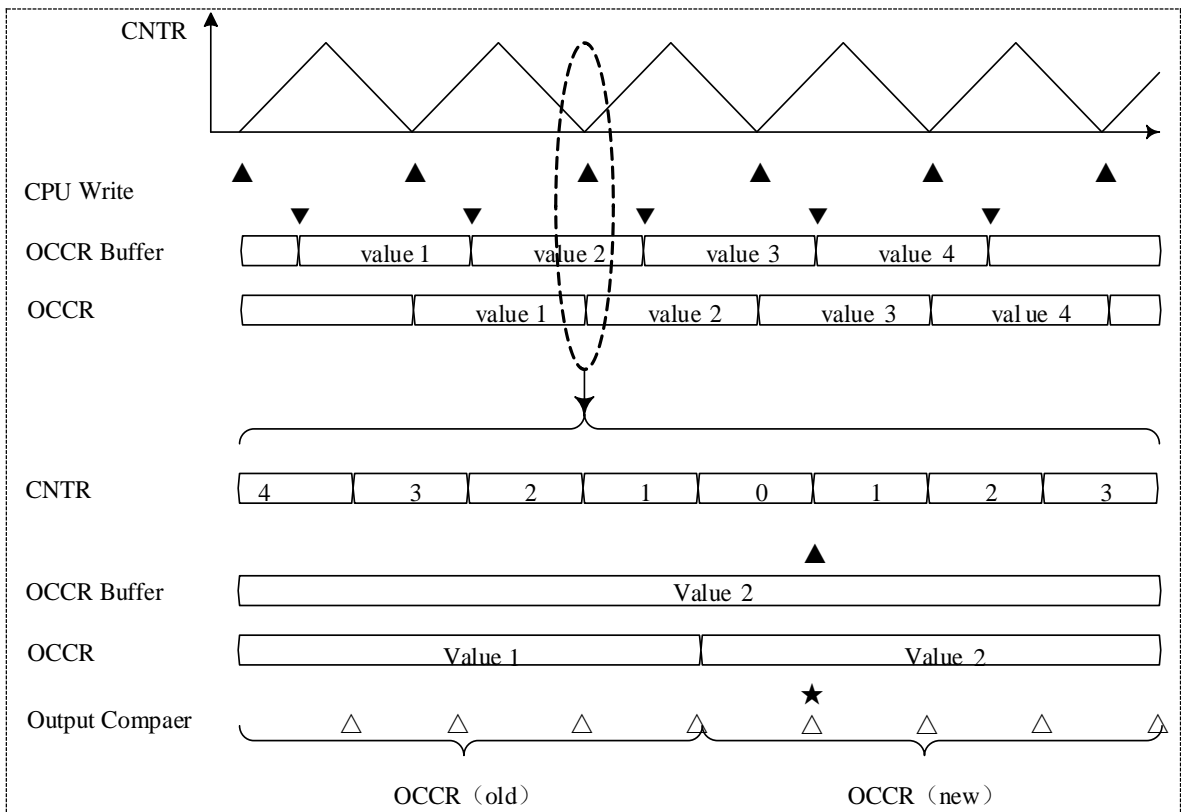 CNTR
CPU Write
OCCR Buffer value 1 value 2 value 3 value 4
OCCR value 1 value 2 value 3 value 4
CNTR 4 3 2 1 0 1 2 3
OCCR Buffer Value 2
OCCR Value 1 Value 2
Output Compaer
OCCR（old） OCCR（new）